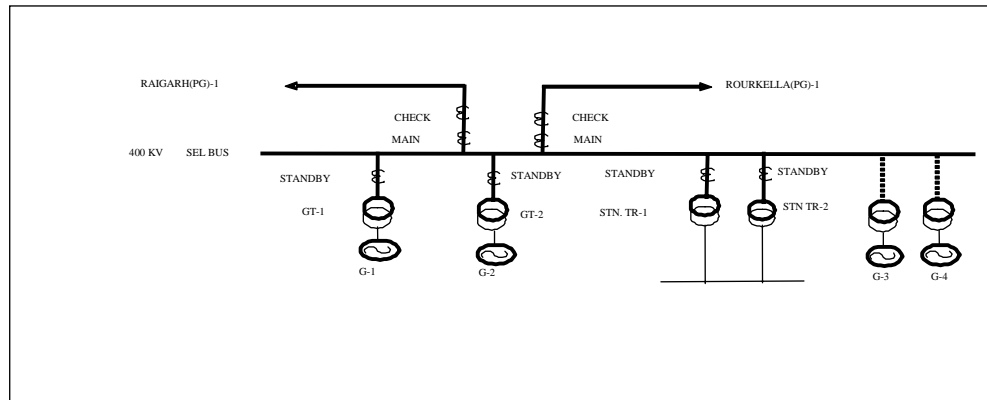 RAIGARH(PG)-1
ROURKELLA(PG)-1
CHECK
CHECK
MAIN
MAIN
400 KV SEL BUS
STANDBY
STANDBY
STANDBY
STANDBY
GT-1
GT-2
STN. TR-1
STN TR-2
G-1
G-2
G-3
G-4